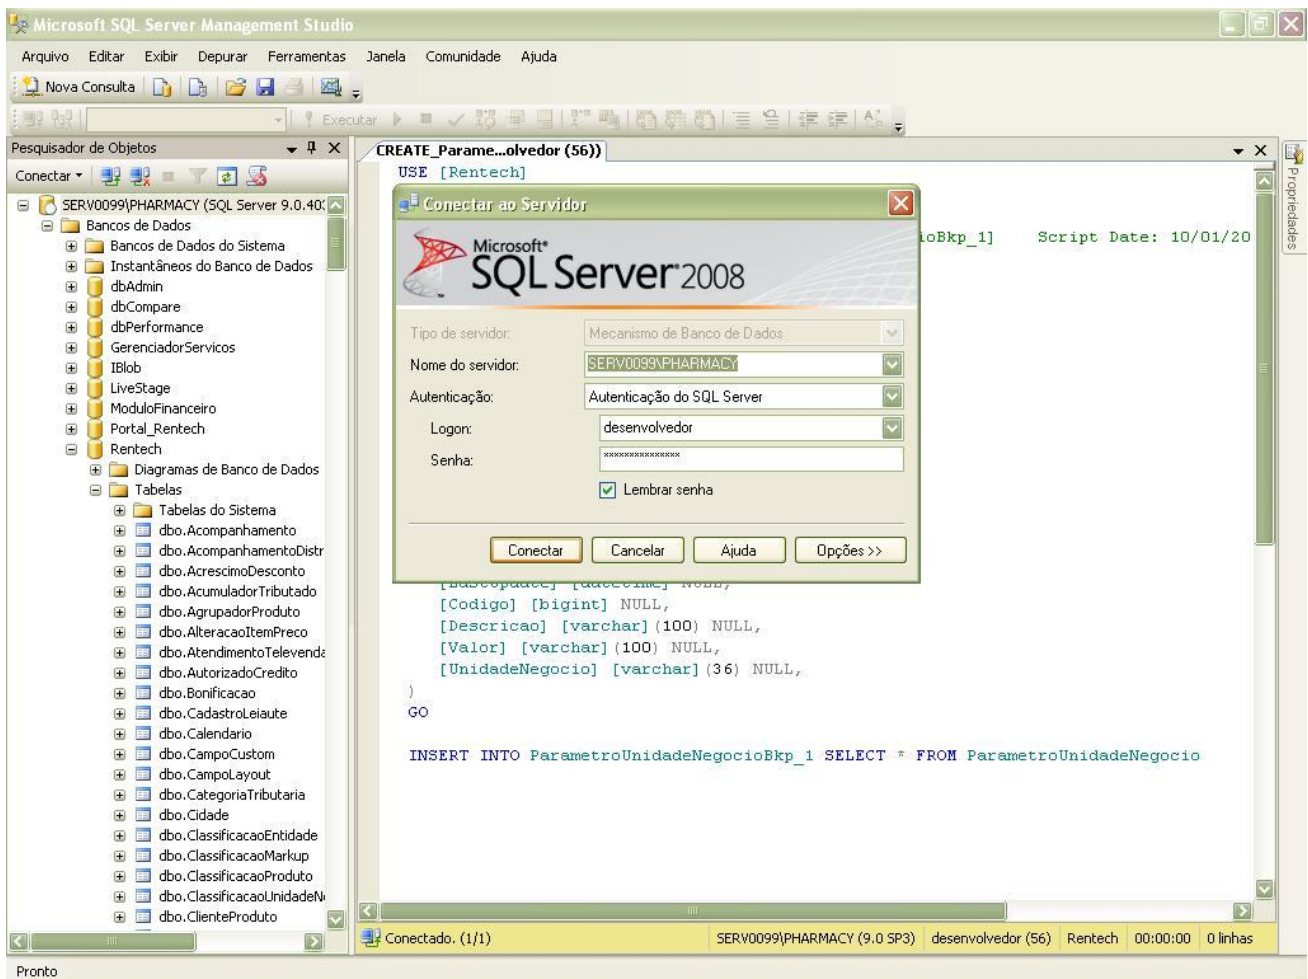 Microsoft SQL Server Management Studio
Arquivo Editar Exibir Depurar Ferramentas Janela Comunidade Ajuda
Nova Consulta
Executar
Pesquisador de Objetos
Conectar
SERV0099\PHARMACY (SQL Server 9.0.40
Bancos de Dados
Bancos de Dados do Sistema
Instantâneos do Banco de Dados
dbAdmin
dbCompare
dbPerformance
GerenciadorServicos
IBlob
LiveStage
ModuloFinanceiro
Portal_Rentech
Rentech
Diagramas de Banco de Dados
Tabelas
Tabelas do Sistema
dbo.Acompanhamento
dbo.AcompanhamentoDistr
dbo.AcrescimoDesconto
dbo.AcumuladorTributado
dbo.AgrupadorProduto
dbo.AlteracaoItemPreco
dbo.AtendimentoTelevenda
dbo.AutorizadoCredito
dbo.Bonificacao
dbo.CadastroLeiaute
dbo.Calendario
dbo.CampoCustom
dbo.CampoLayout
dbo.CategoriaTributaria
dbo.Cidade
dbo.ClassificacaoEntidade
dbo.ClassificacaoMarkup
dbo.ClassificacaoProduto
dbo.ClassificacaoUnidadeN
dbo.ClienteProduto
CREATE_Parame...olvedor (56))
USE [Rentech]
ioBkp_1] Script Date: 10/01/20
Conectar ao Servidor
Microsoft®
SQL Server 2008
Tipo de servidor: Mecanismo de Banco de Dados
Nome do servidor: SERV0099\PHARMACY
Autenticação: Autenticação do SQL Server
Logon: desenvolvedor
Senha: ***************
Lembrar senha
Conectar Cancelar Ajuda Opções >>
[LastUpdate] [datetime] NULL,
[Codigo] [bigint] NULL,
[Descricao] [varchar](100) NULL,
[Valor] [varchar](100) NULL,
[UnidadeNegocio] [varchar](36) NULL,
)
GO
INSERT INTO ParametroUnidadeNegocioBkp_1 SELECT * FROM ParametroUnidadeNegocio
Propriedades
Conectado. (1/1) SERV0099\PHARMACY (9.0 SP3) desenvolvedor (56) Rentech 00:00:00 0 linhas
Pronto